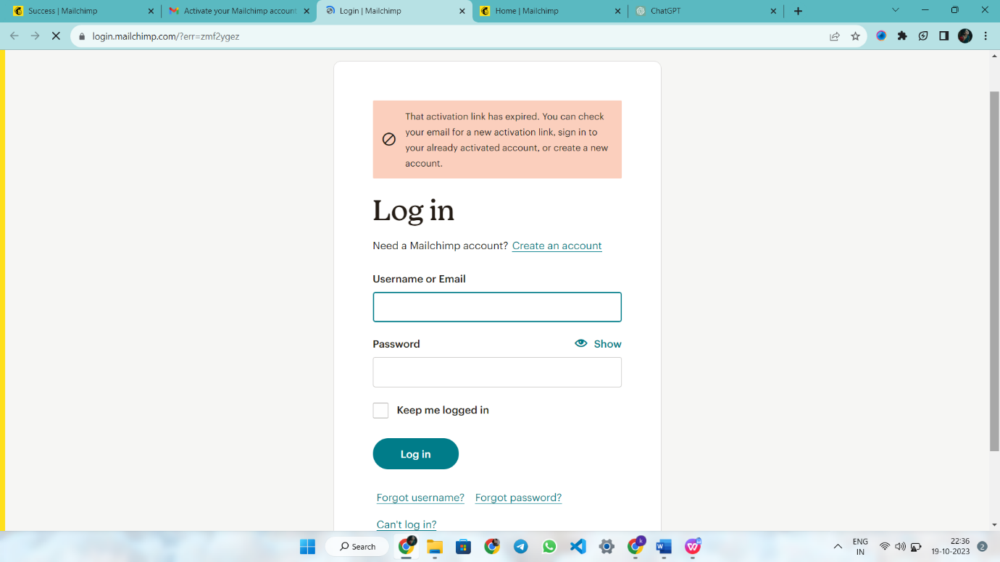 Success | Mailchimp
Activate your Mailchimp account
Login | Mailchimp
Home | Mailchimp
ChatGPT
login.mailchimp.com/?err=zmf2ygez
That activation link has expired. You can check
your email for a new activation link, sign in to
your already activated account, or create a new
account.
Log in
Need a Mailchimp account? Create an account
Username or Email
Password
Show
Keep me logged in
Log in
Forgot username? Forgot password?
Can't log in?
Search
k
ENG
IN
22:36
19-10-2023
2